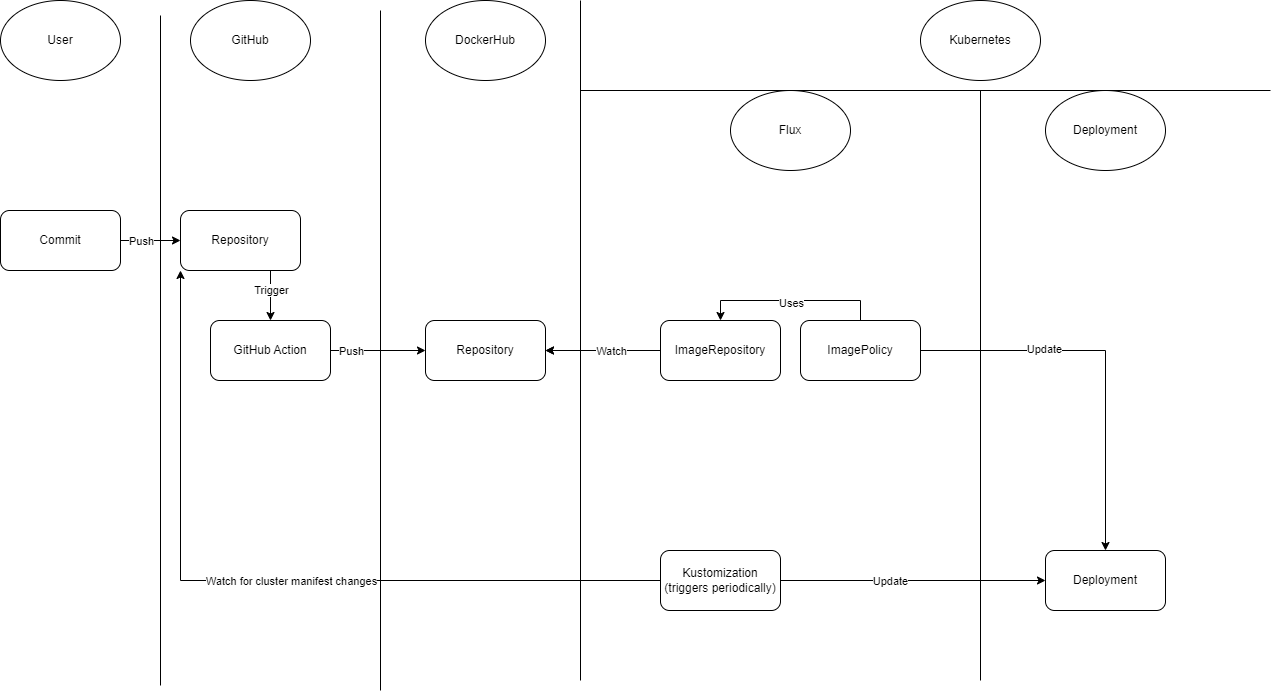 User
GitHub
DockerHub
Kubernetes
Flux
Deployment
Commit
Push
Repository
Trigger
GitHub Action
Push
Repository
Watch
ImageRepository
Uses
ImagePolicy
Update
Watch for cluster manifest changes
Kustomization
(triggers periodically)
Update
Deployment